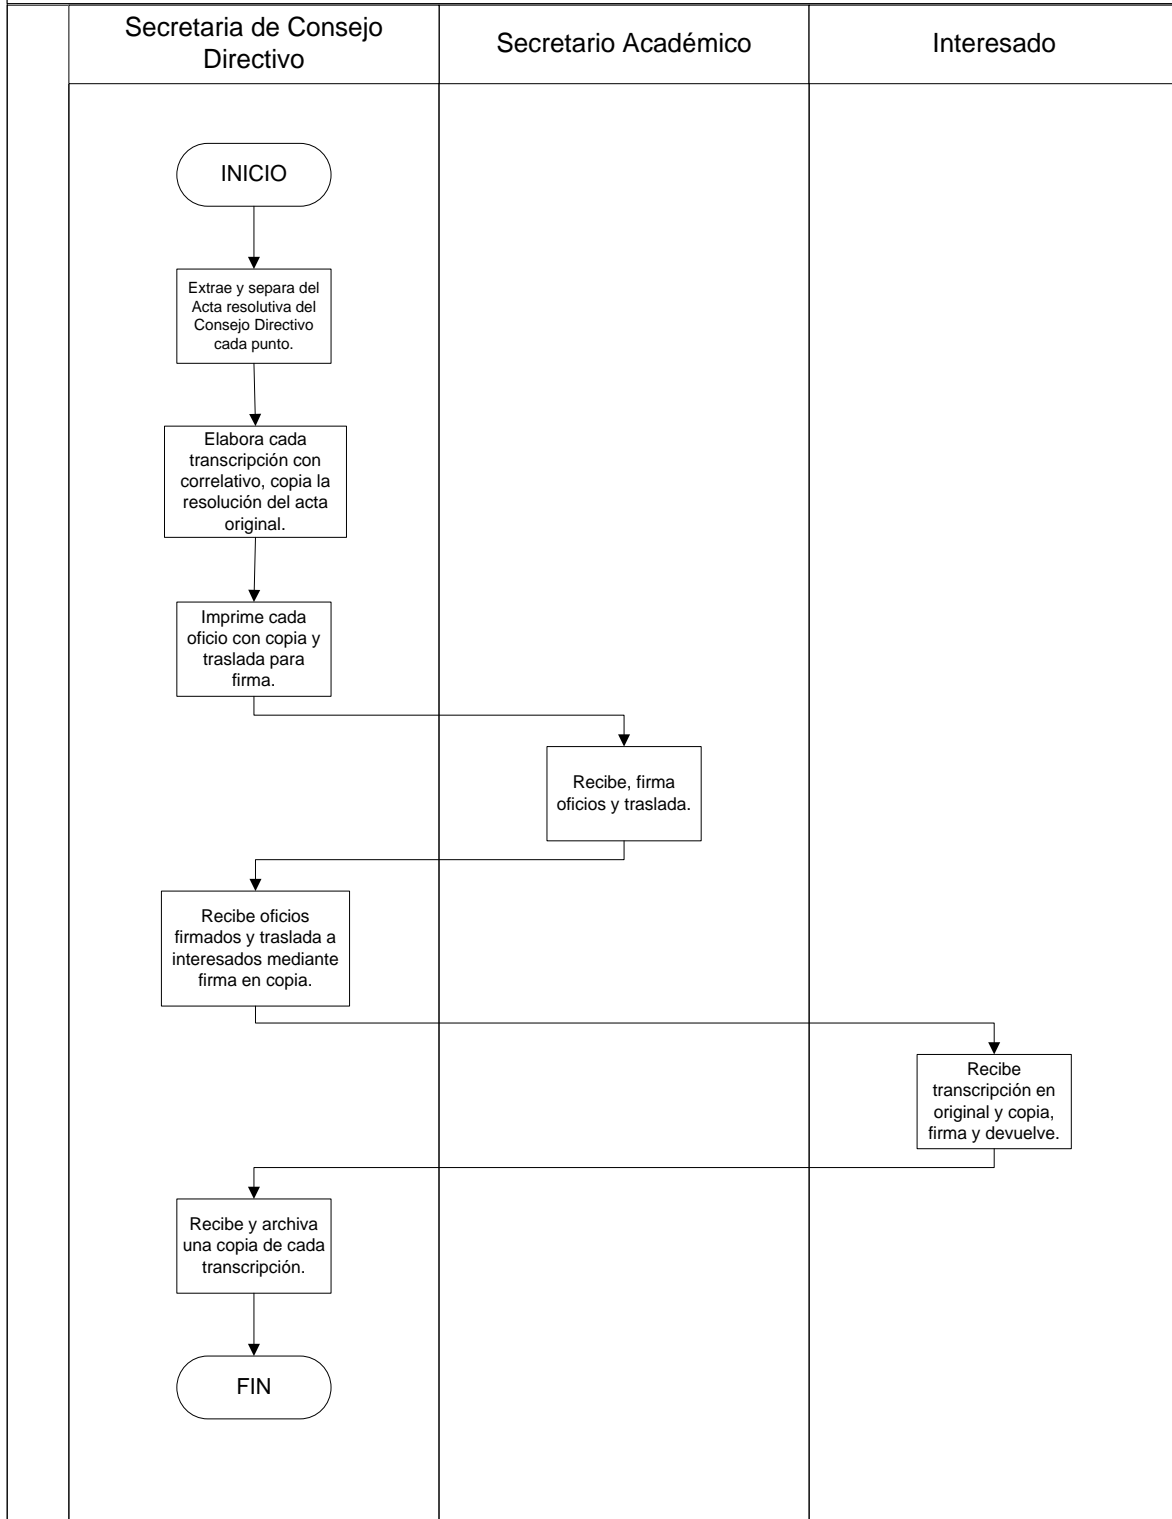 Secretaria de Consejo
Directivo
Secretario Académico
Interesado
INICIO
Extrae y separa del
Acta resolutiva del
Consejo Directivo
cada punto.
Elabora cada
transcripción con
correlativo, copia la
resolución del acta
original.
Imprime cada
oficio con copia y
traslada para
firma.
Recibe, firma
oficios y traslada.
Recibe oficios
firmados y traslada a
interesados mediante
firma en copia.
Recibe
transcripción en
original y copia,
firma y devuelve.
Recibe y archiva
una copia de cada
transcripción.
FIN